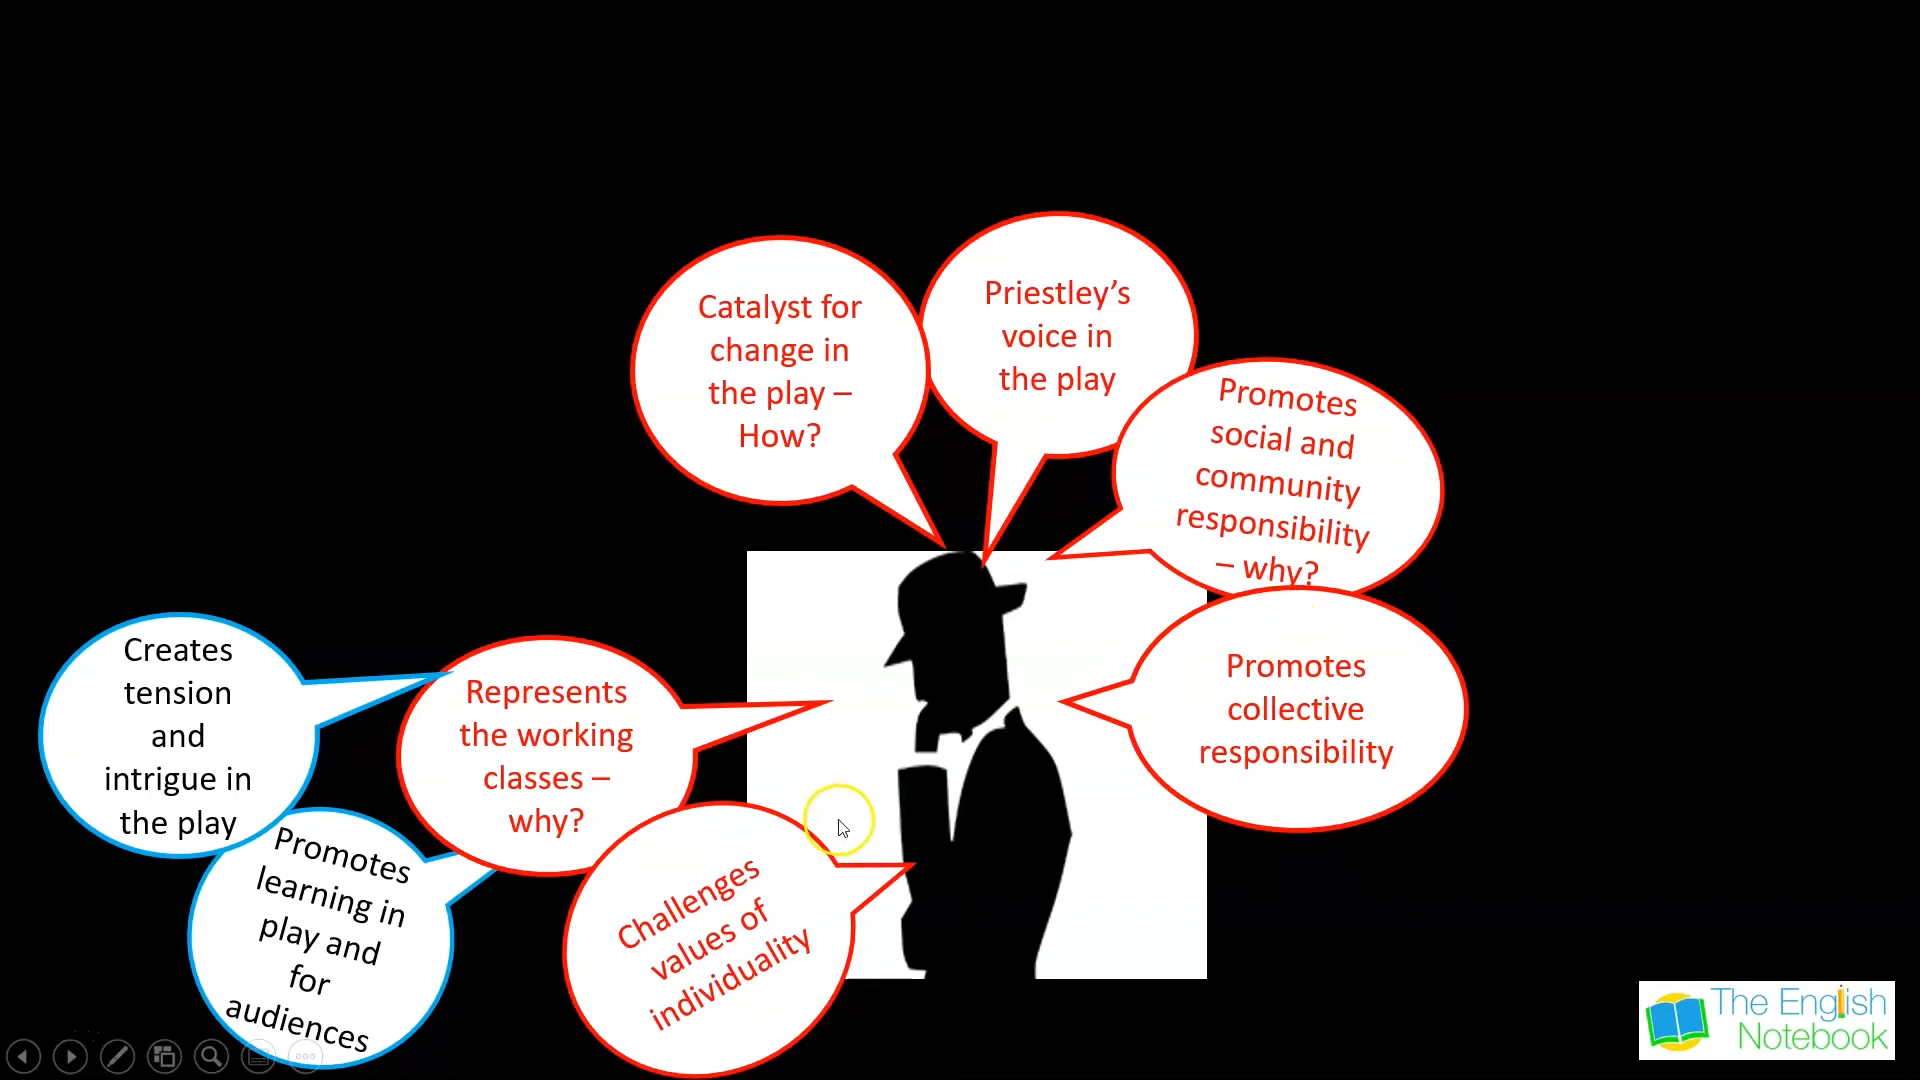 Catalyst for
change in
the play –
How?
Priestley’s
voice in
the play
Promotes
social and
community
responsibility
– why?
Promotes
collective
responsibility
Creates
tension
and
intrigue in
the play
Represents
the working
classes –
why?
Promotes
learning in
play and
for
audiences
Challenges
values of
individuality
The English
Notebook